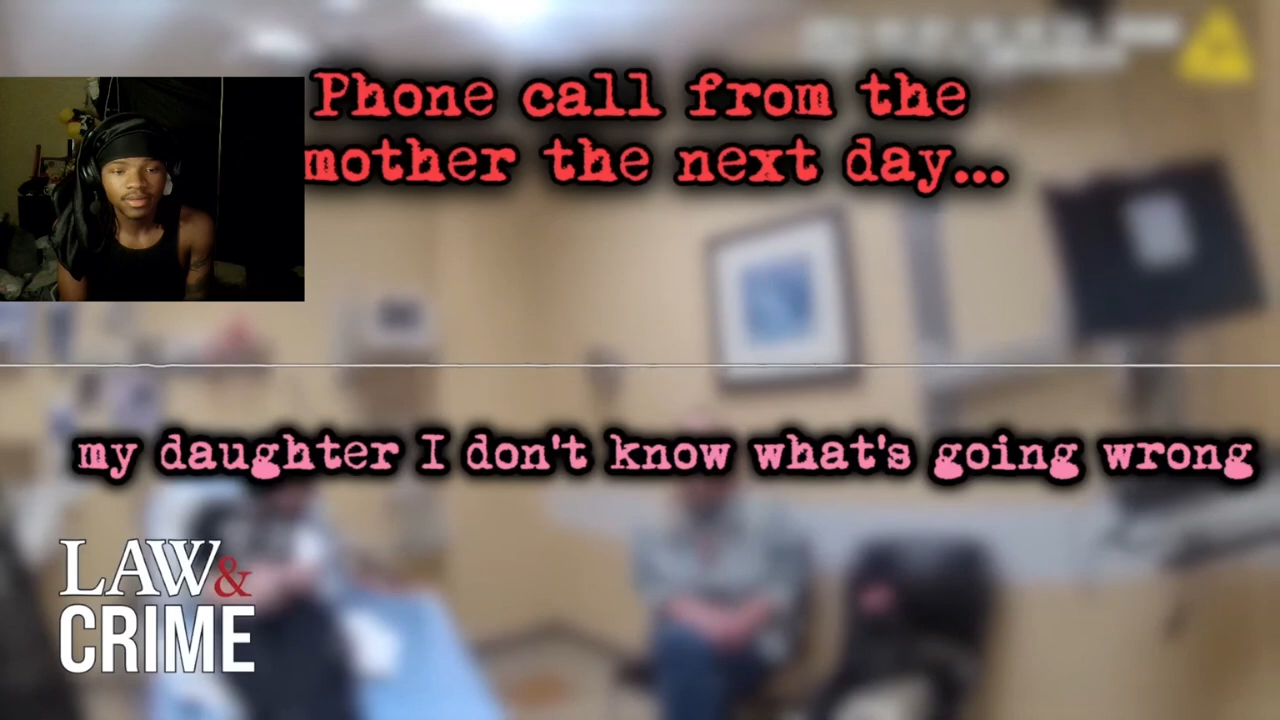 Phone call from the
mother the next day...
my daughter I don't know what's going wrong
LAW&
CRIME